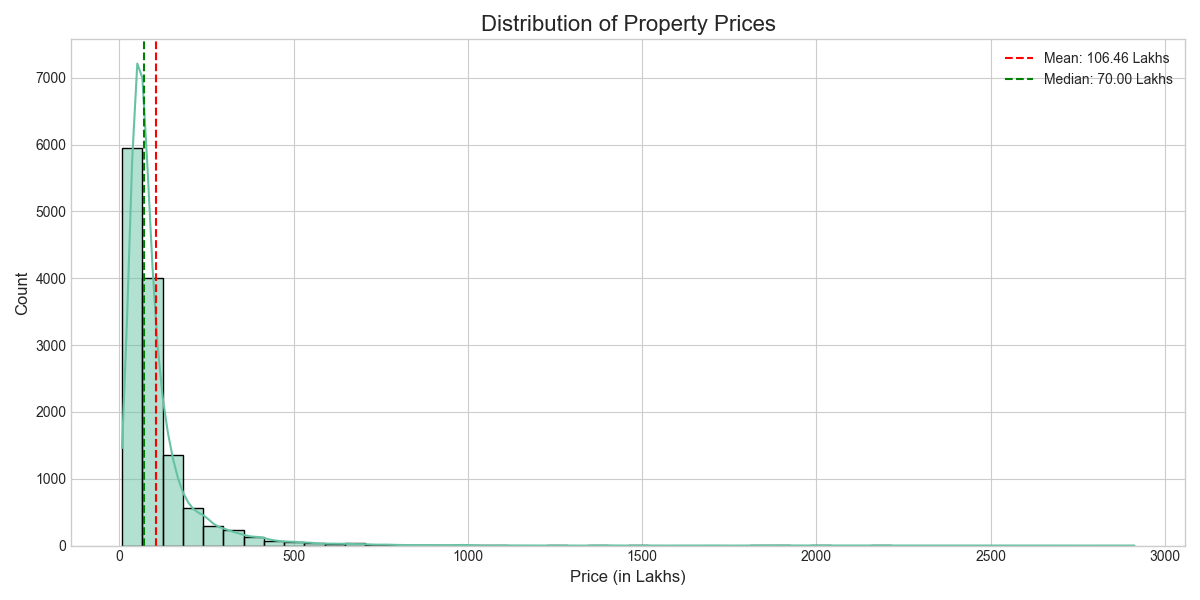 Distribution of Property Prices
Mean: 106.46 Lakhs
Median: 70.00 Lakhs
Count
7000
6000
5000
4000
3000
2000
1000
0
0 500 1000 1500 2000 2500 3000
Price (in Lakhs)